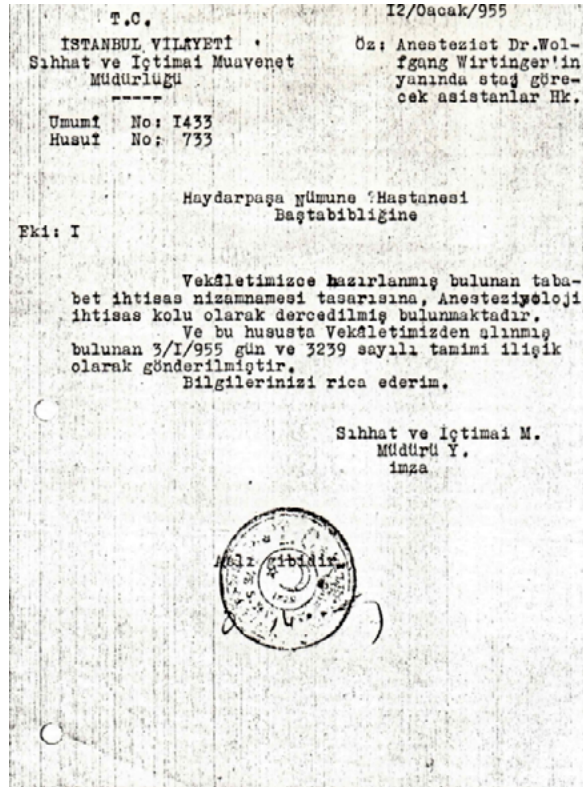 I2/Ocak/955
T.C.
İSTANBUL VİLAYETİ
Sıhhat ve İçtimai Muavenet
Müdürlüğü
-----
Öz: Anestezist Dr.Wol-
fgang Wirtinger'in
yanında staj göre-
cek asistanlar Hk.
Umumî No: I433
Husuî No: 733
Haydarpaşa Nümune Hastanesi
Baştabibliğine
Eki: I
Vekâletimizce hazırlanmış bulunan taba-
bet ihtisas nizamnamesi tasarısına, Anesteziyoloji
ihtisas kolu olarak dercedilmiş bulunmaktadır.
Ve bu hususta Vekâletimizden alınmış
bulunan 3/I/955 gün ve 3239 sayılı tamimi ilişik
olarak gönderilmiştir.
Bilgilerinizi rica ederim.
Sıhhat ve İçtimai M.
Müdürü Y.
imza
Aslı gibidir.